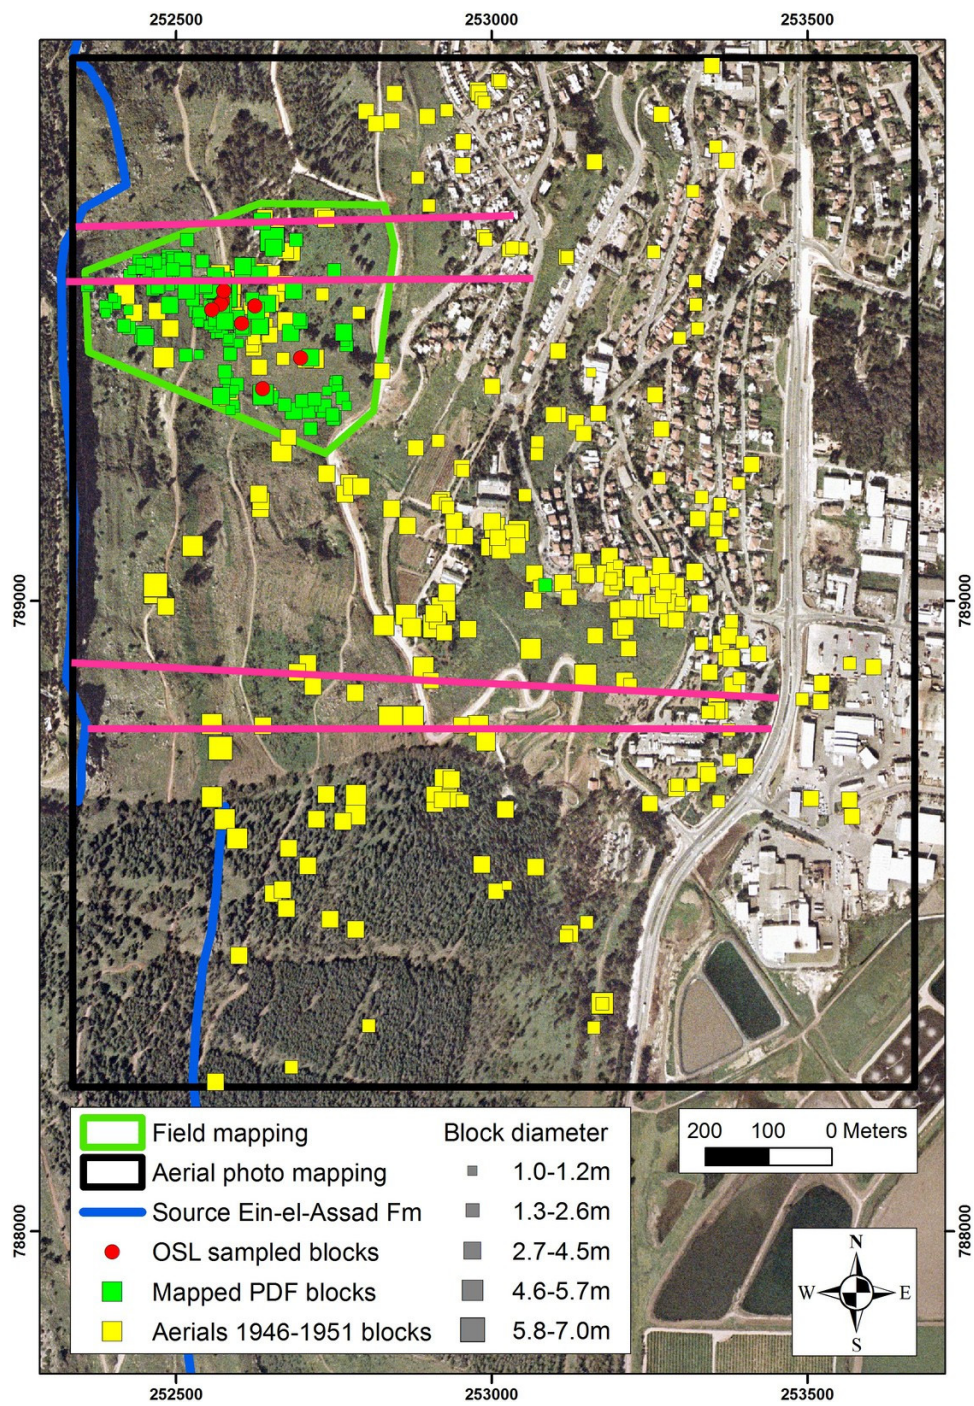 252500 253000 253500
789000 789000
788000 788000
Field mapping
Aerial photo mapping
Source Ein-el-Assad Fm
OSL sampled blocks
Mapped PDF blocks
Aerials 1946-1951 blocks
Block diameter
1.0-1.2m
1.3-2.6m
2.7-4.5m
4.6-5.7m
5.8-7.0m
200 100 0 Meters
N
W E
S
252500 253000 253500